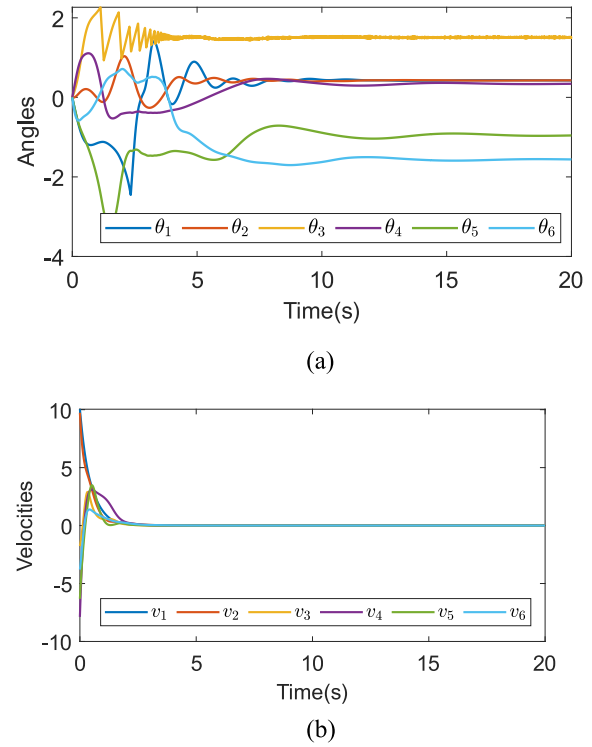 2
0
-2
-4
Angles
θ1 θ2 θ3 θ4 θ5 θ6
0 5 10 15 20
Time(s)
(a)
10
5
0
-5
-10
Velocities
v1 v2 v3 v4 v5 v6
0 5 10 15 20
Time(s)
(b)